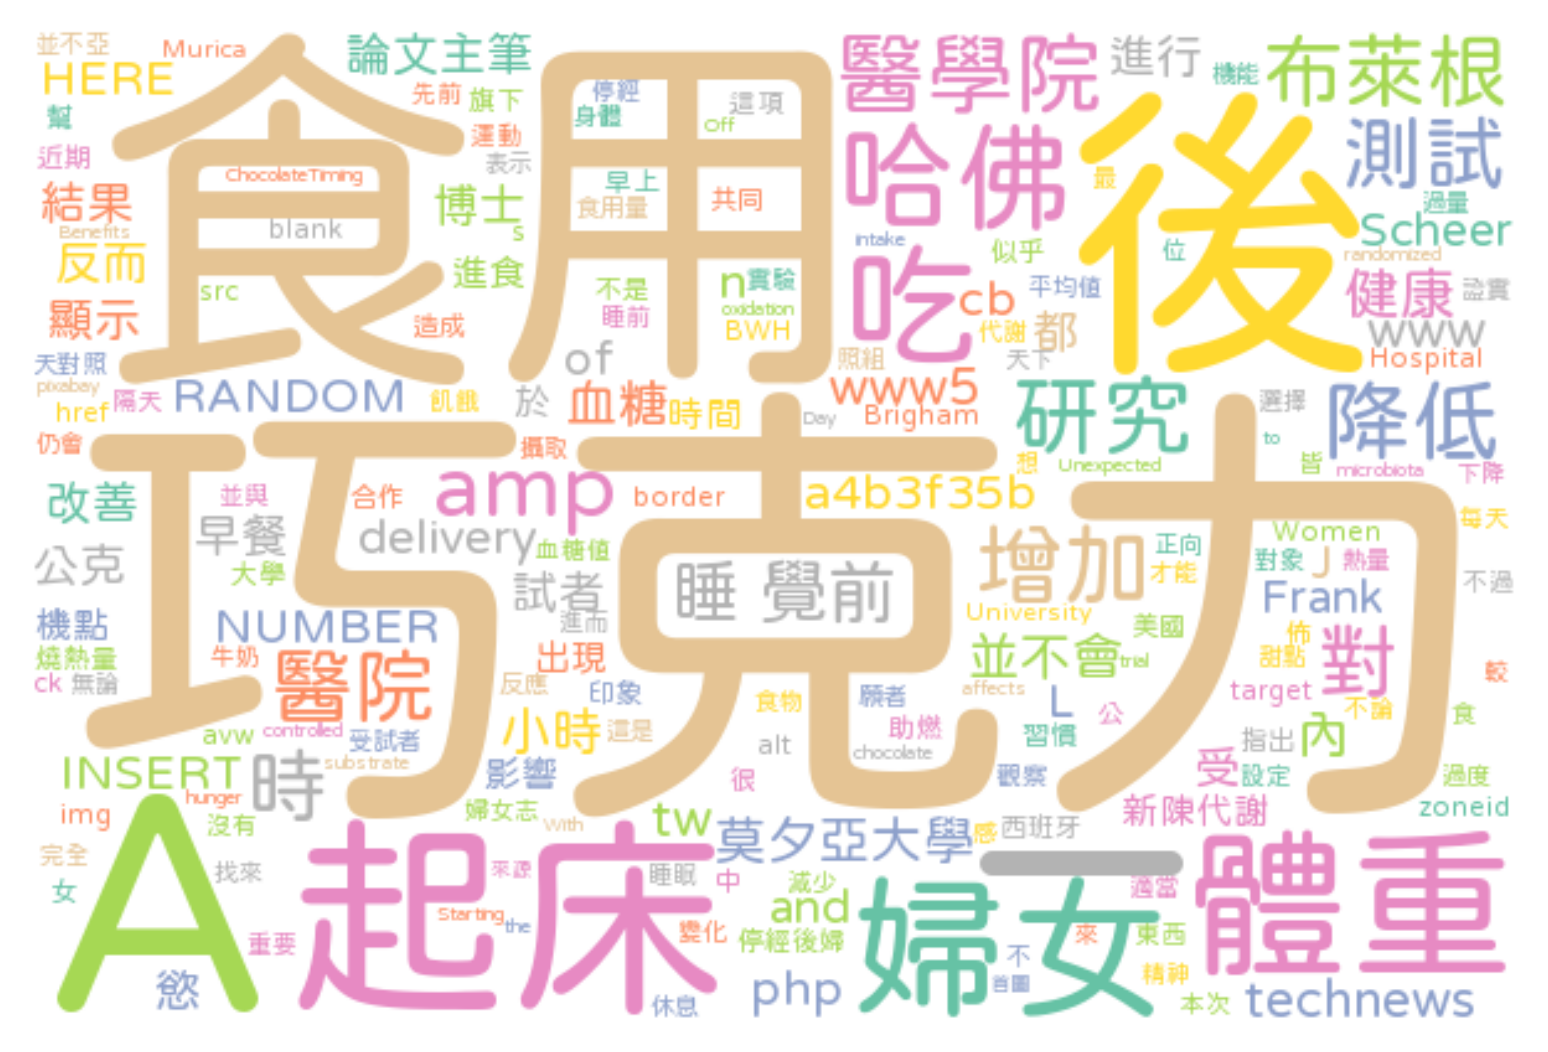 並不亞 Murica 論文主筆 醫學院 進行 機能 布萊根
HERE 先前 旗下 停經 這項
幫 運動 身體 Off 哈佛 後 測試
近期 表示
食用
ChocolateTiming 早上 共同 最 過量
結果 博士 食用量 Scheer
Benefits blank s intake 似乎 位 randomized
反而 進食 不是 n 實驗 吃 cb 平均值 健康 證實
src oxidation
顯示 造成 睡前 BWH 代謝 都 www
天對照 of 照組 天下 Hospital
pixabay RANDOM www5 研究 降低
href 隔天 飢餓 於 血糖 時間 Day Brigham 選擇
仍會 攝取 想 Unexpected to 皆 microbiota 下降
巧克力
改善 並與 合作 amp border a4b3f35b 每天
早餐 delivery 血糖值 增加 正向 Women
公克 大學 試者 睡 覺前 才能 對象 J 熱量 不過
機點 NUMBER 進而 University 美國 Frank
燒熱量 牛奶 出現 並不會 trial 佈 甜點 對 較
ck 無論 醫院 反應 印象 食物 願者 affects L 公 target 不論
avw controlled 受試者 小時 這是 助燃 習慣 指出 內 食
INSERT 時 substrate 影響 alt chocolate 觀察 受 設定 過度
img hunger 婦女志 With 很 新陳代謝 zoneid
沒有 tw 莫夕亞大學 感 西班牙 一
完全 找來 來源 睡眠 中 減少 適當 體重
女 A 起床 Starting the and 婦女
重要 變化 停經後婦 來 東西
慾 休息 php 不 首圖 精神 本次 technews